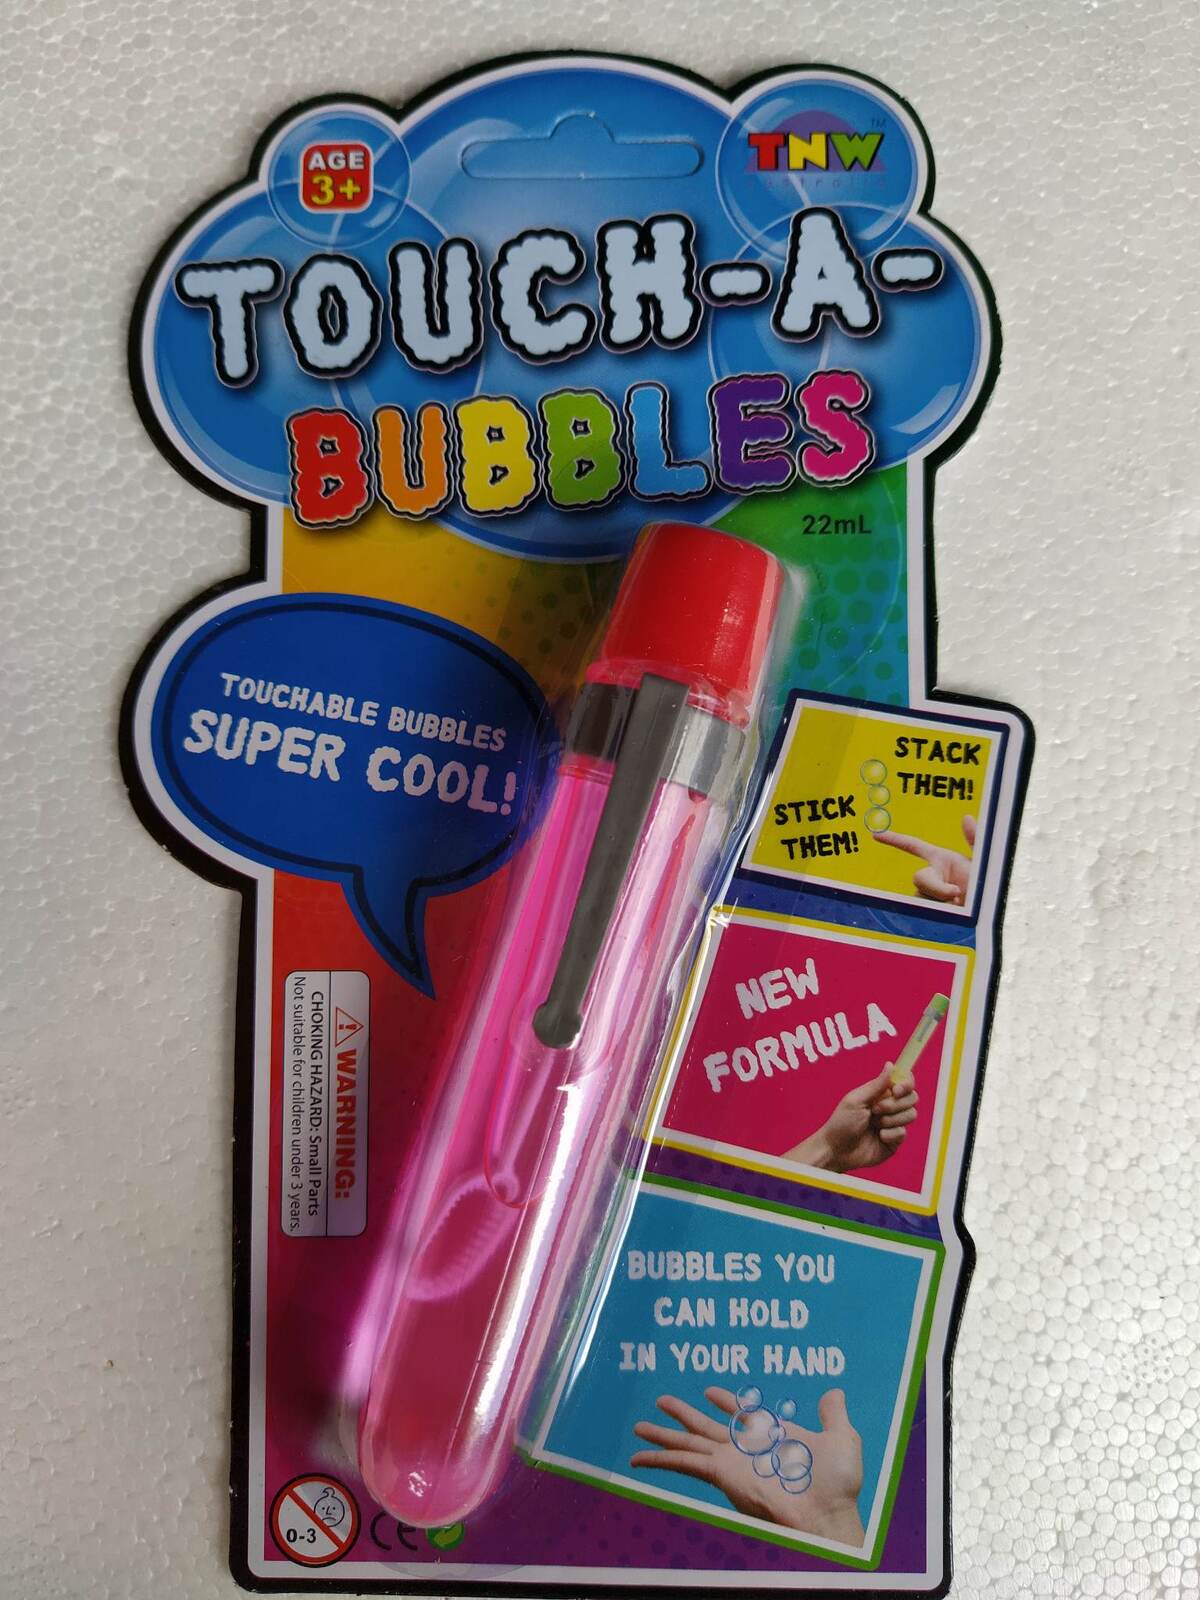 AGE
3+
TNW
TM
australia
TOUCH-A-
BUBBLES
22mL
TOUCHABLE BUBBLES
SUPER COOL!
STACK
THEM!
STICK
THEM!
NEW
FORMULA
WARNING:
CHOKING HAZARD: Small Parts
Not suitable for children under 3 years.
BUBBLES YOU
CAN HOLD
IN YOUR HAND
0-3
CE